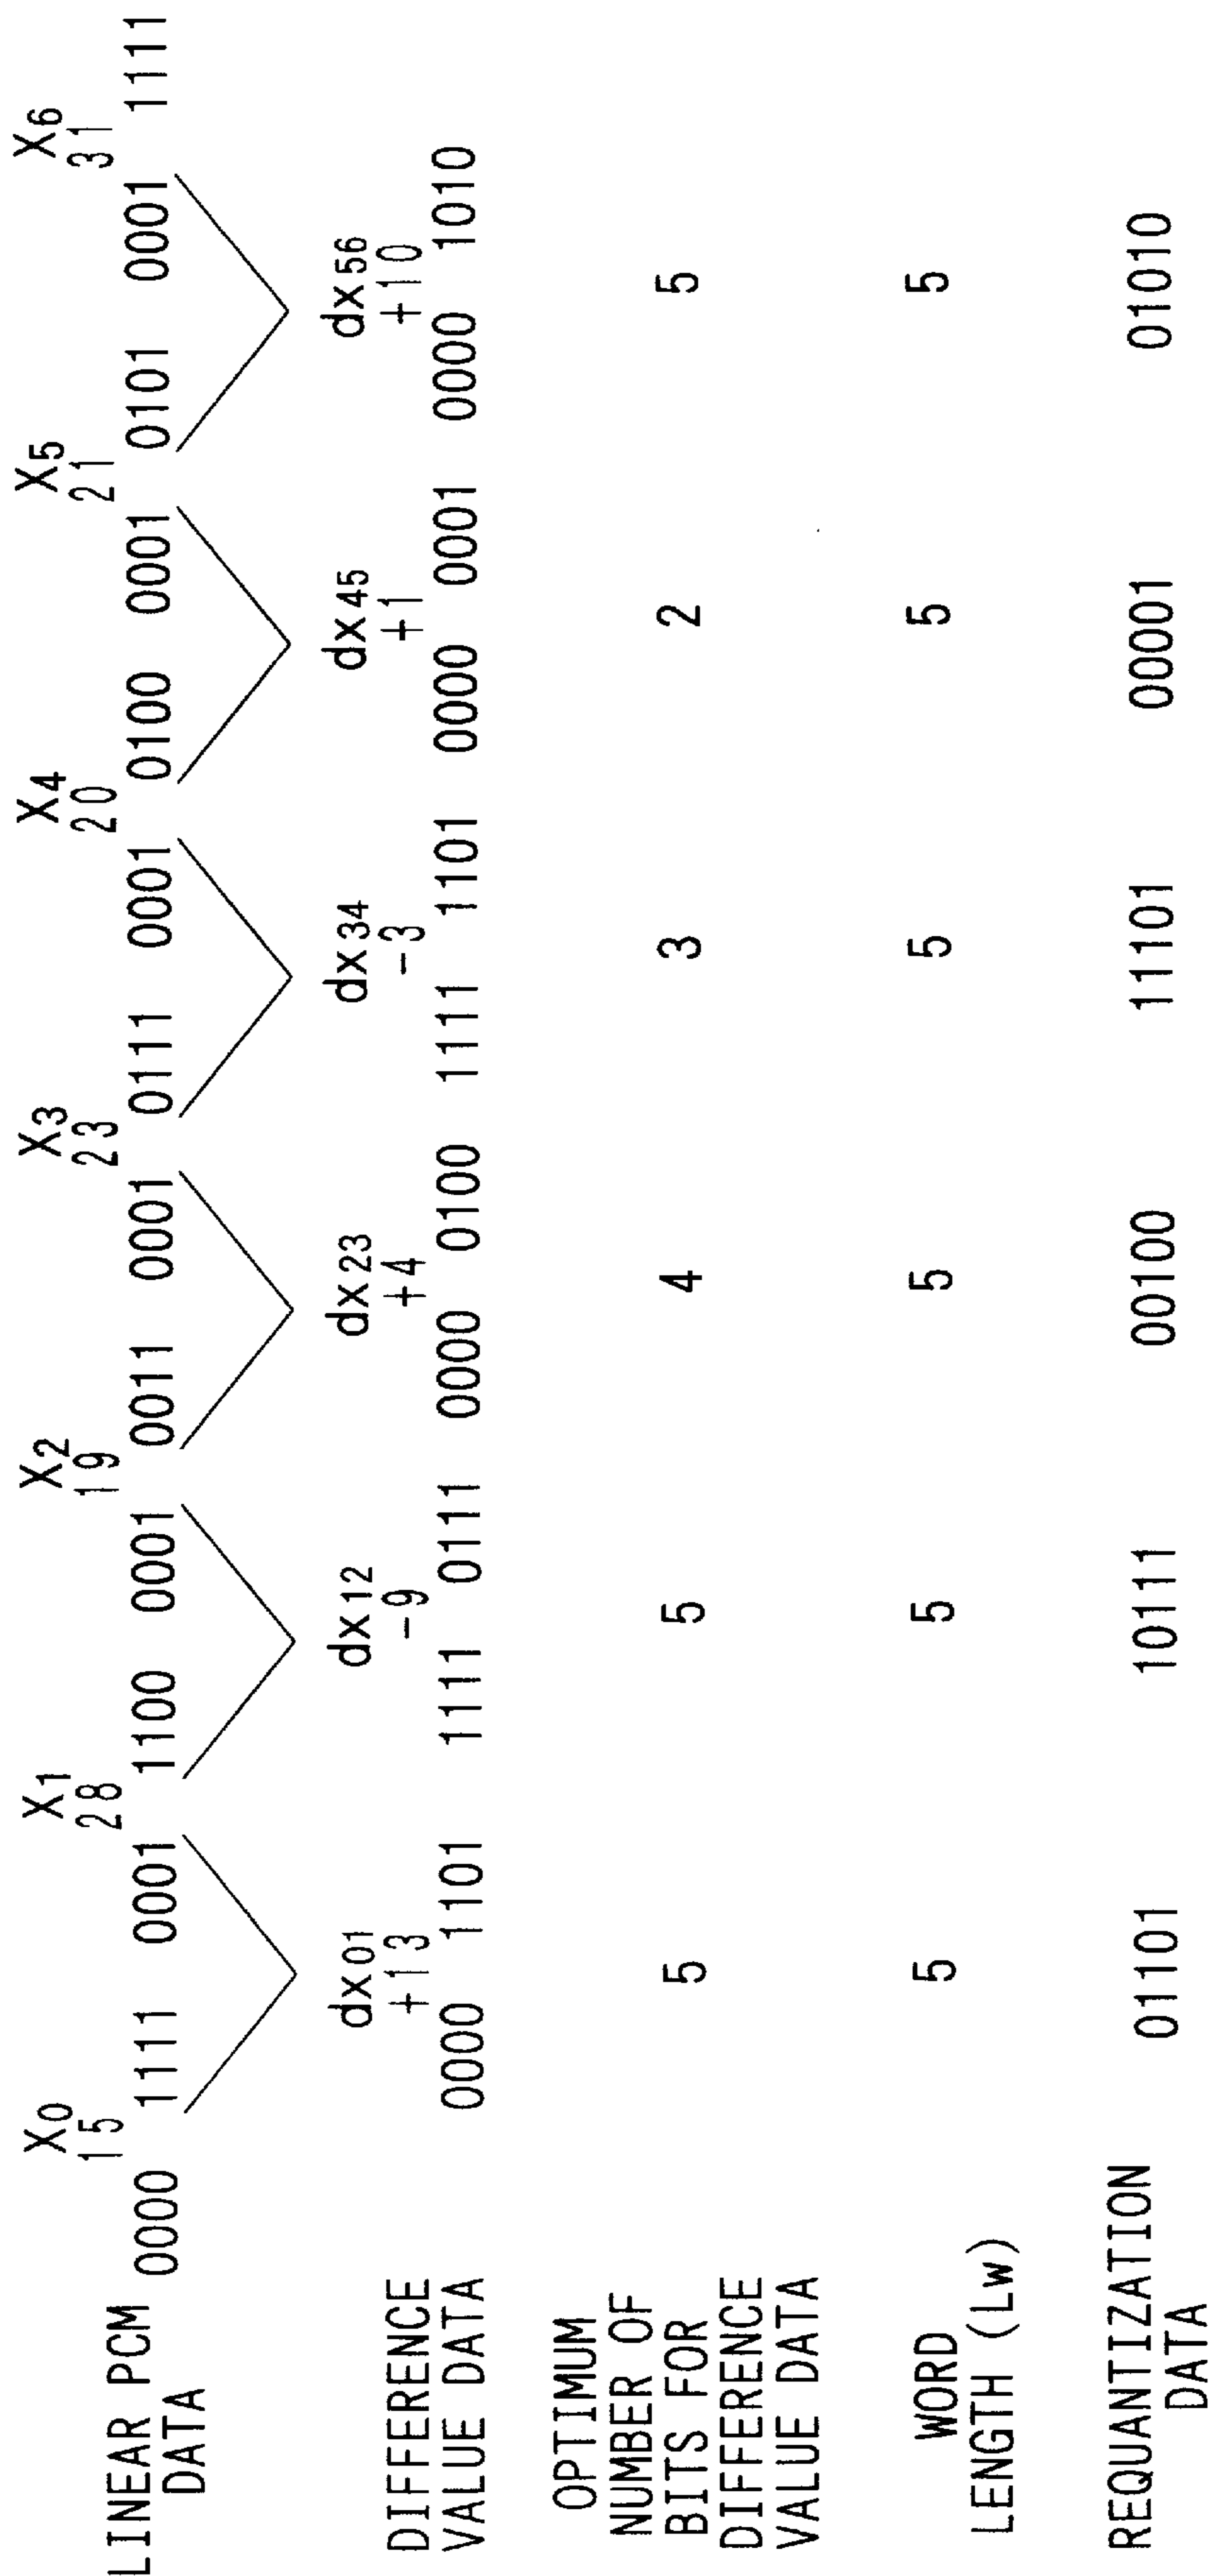 X0 X1 X2 X3 X4 X5 X6
15 28 19 23 20 21 31
LINEAR PCM
DATA
0000 1111 0001 1100 0001 0011 0001 0111 0001 0100 0001 0101 0001 1111
dx01 dx12 dx23 dx34 dx45 dx56
+13 -9 +4 -3 +1 +10
DIFFERENCE
VALUE DATA
0000 1101 1111 0111 0000 0100 1111 1101 0000 0001 0000 1010
OPTIMUM
NUMBER OF
BITS FOR
DIFFERENCE
VALUE DATA
5 5 4 3 2 5
WORD
LENGTH (Lw)
5 5 5 5 5 5
REQUANTIZATION
DATA
01101 10111 00100 11101 00001 01010